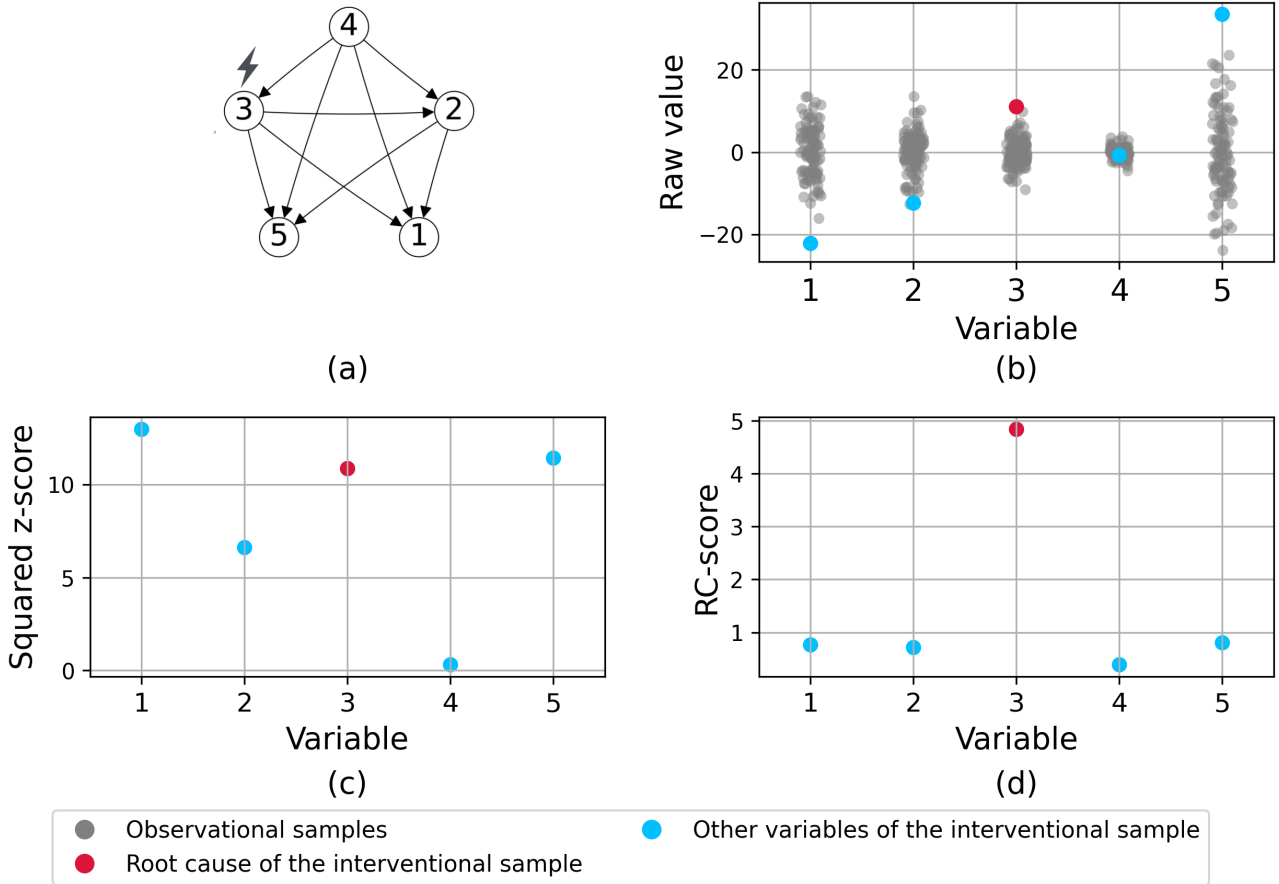 4
3
2
5
1
(a)
Raw value
20
0
−20
1 2 3 4 5
Variable
(b)
Squared z-score
10
5
0
1 2 3 4 5
Variable
(c)
RC-score
5
4
3
2
1
1 2 3 4 5
Variable
(d)
Observational samples
Root cause of the interventional sample
Other variables of the interventional sample